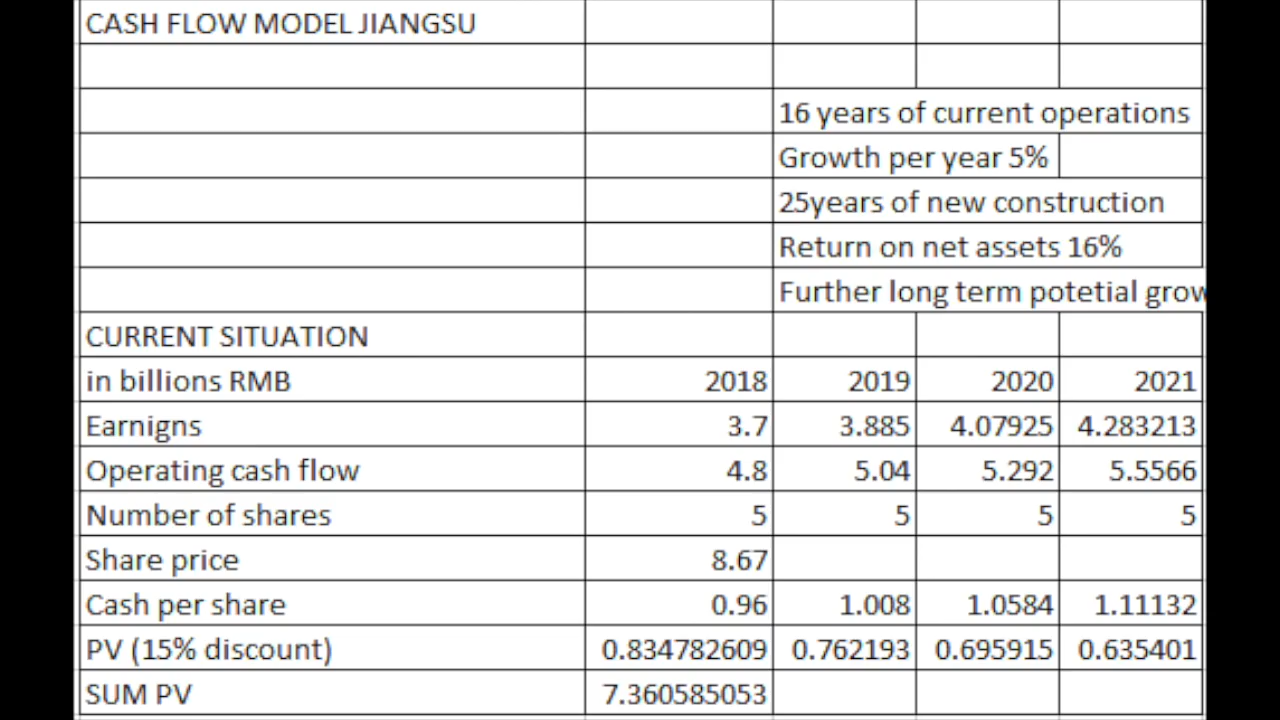 CASH FLOW MODEL JIANGSU
16 years of current operations
Growth per year 5%
25years of new construction
Return on net assets 16%
Further long term potetial grow
CURRENT SITUATION
in billions RMB 2018 2019 2020 2021
Earnigns 3.7 3.885 4.07925 4.283213
Operating cash flow 4.8 5.04 5.292 5.5566
Number of shares 5 5 5 5
Share price 8.67
Cash per share 0.96 1.008 1.0584 1.11132
PV (15% discount) 0.834782609 0.762193 0.695915 0.635401
SUM PV 7.360585053